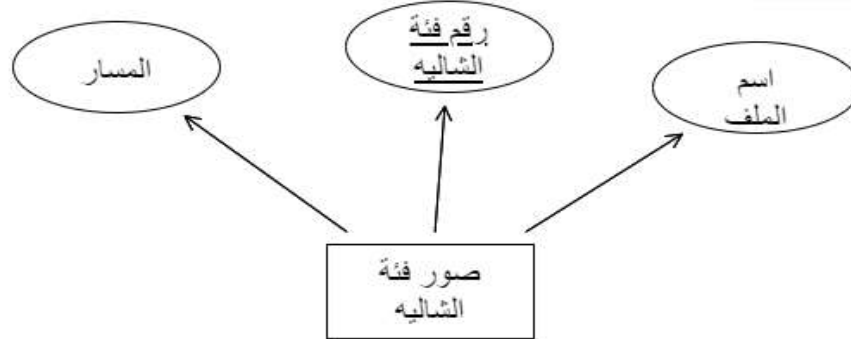 المسار
رقم فئة
الشاليه
اسم
الملف
صور فئة
الشاليه